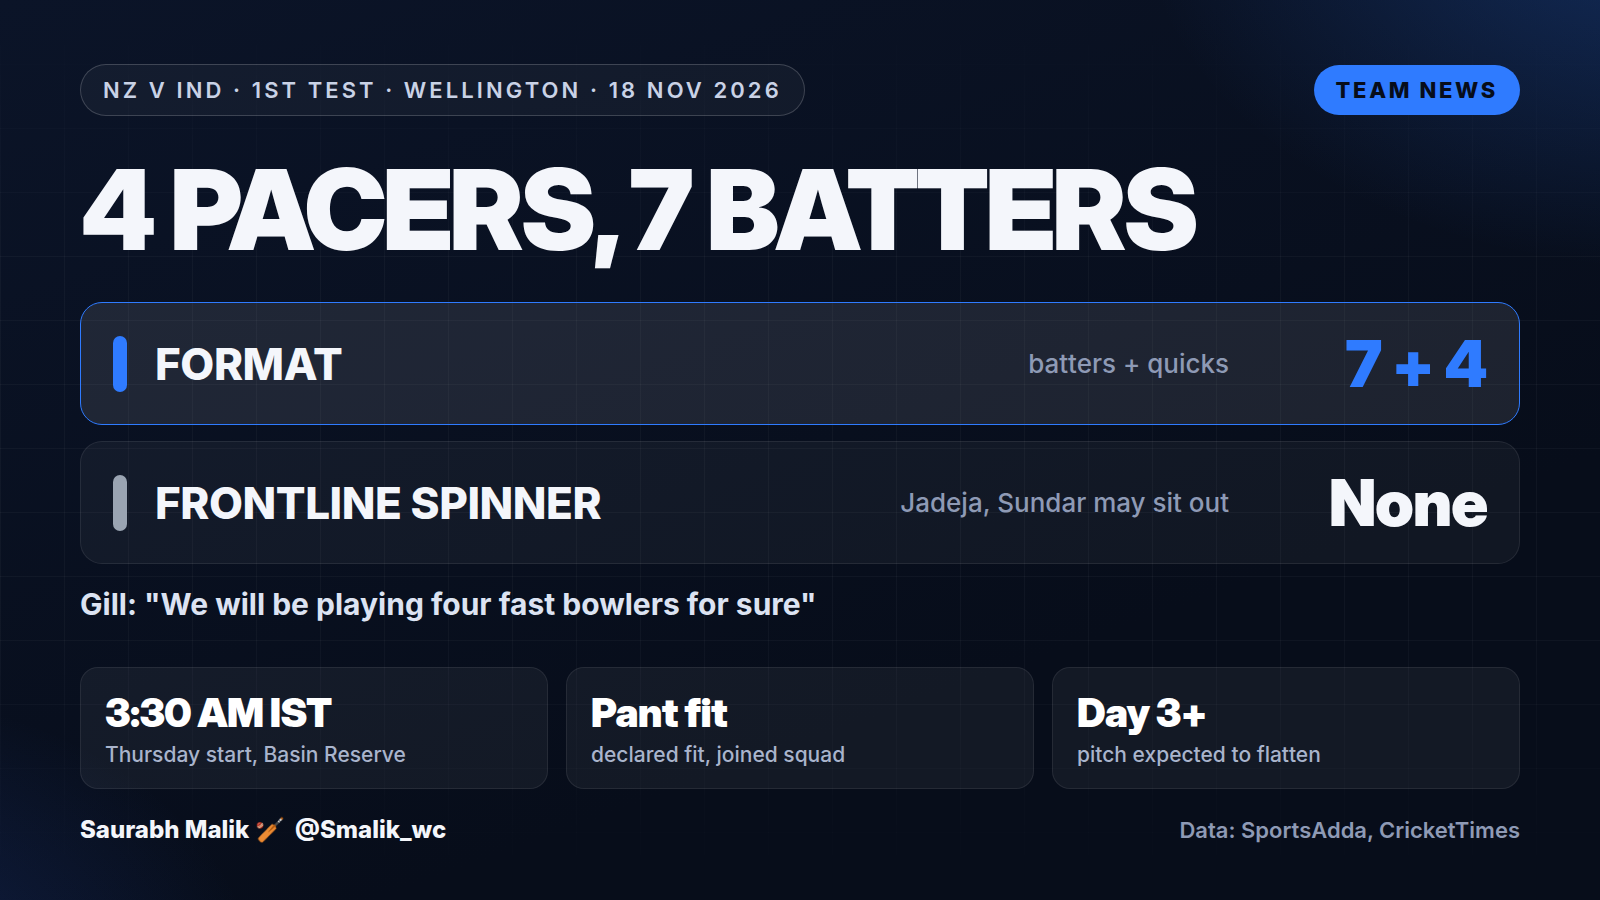 NZ V IND · 1ST TEST · WELLINGTON · 18 NOV 2026
TEAM NEWS
4 PACERS, 7 BATTERS
FORMAT
batters + quicks
7 + 4
FRONTLINE SPINNER
Jadeja, Sundar may sit out
None
Gill: "We will be playing four fast bowlers for sure"
3:30 AM IST
Thursday start, Basin Reserve
Pant fit
declared fit, joined squad
Day 3+
pitch expected to flatten
Saurabh Malik 🏏 @Smalik_wc
Data: SportsAdda, CricketTimes